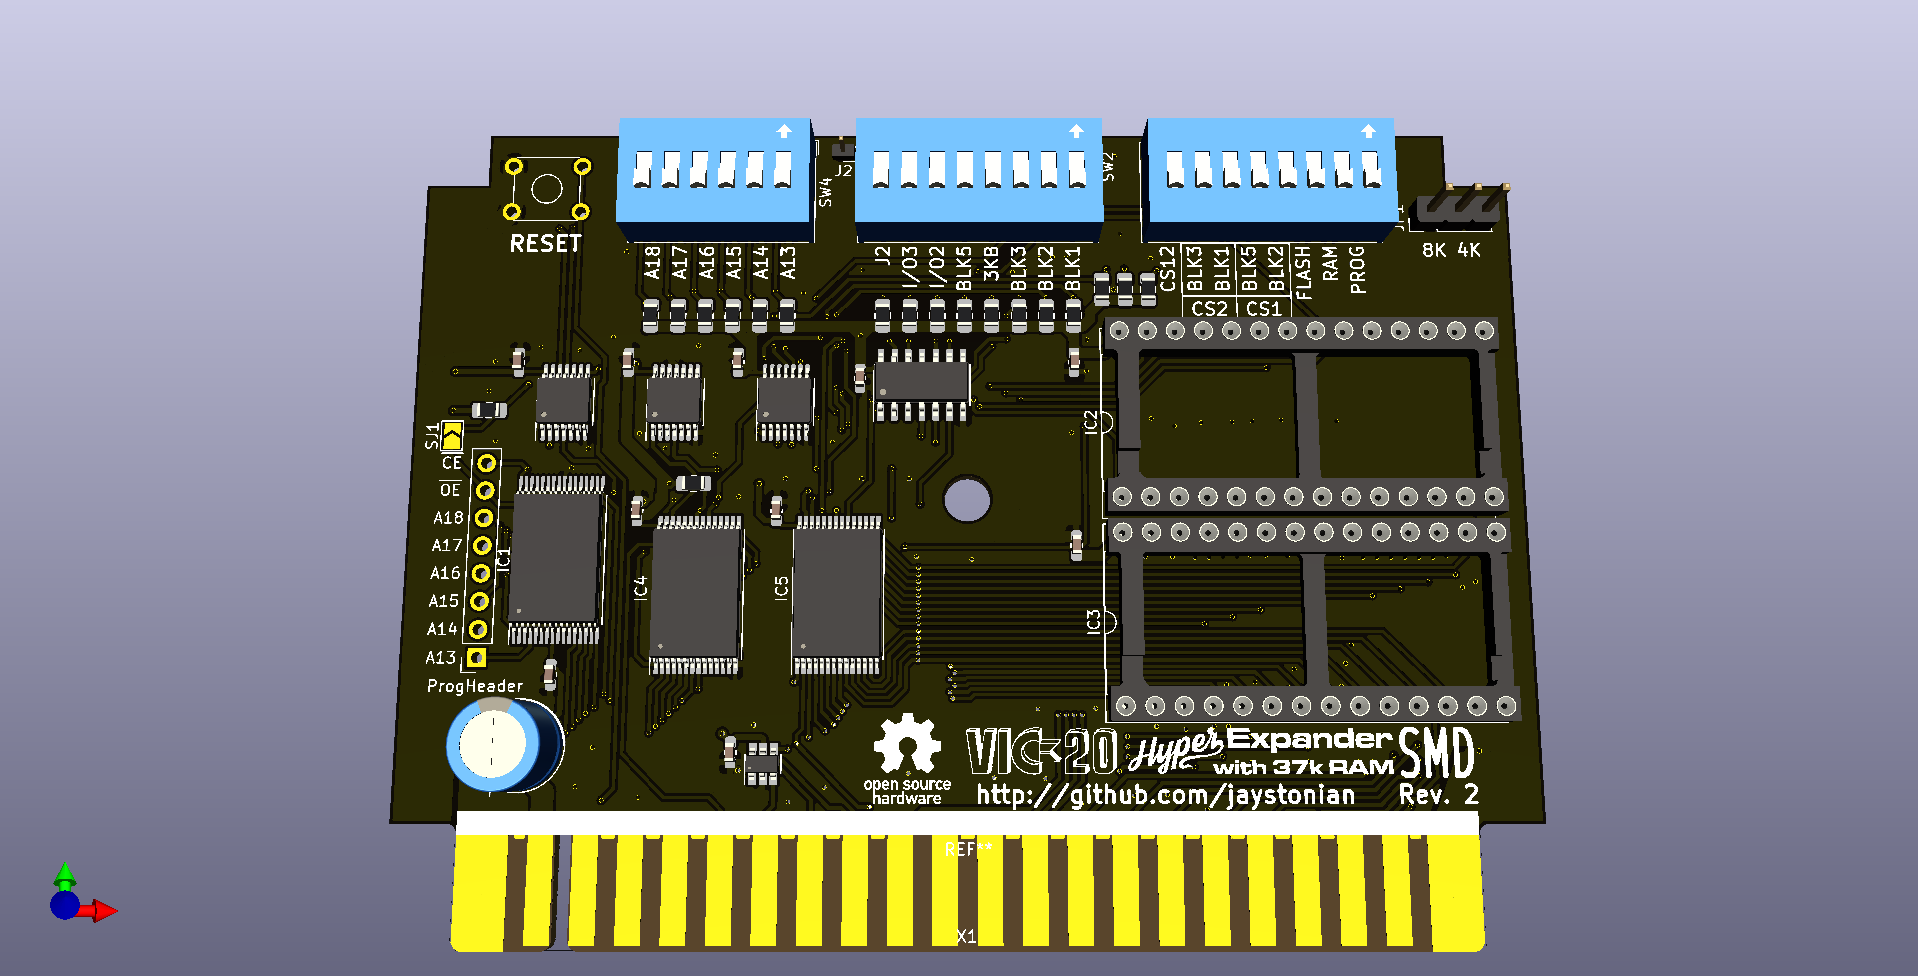 RESET
SW4
J2
SW2
8K 4K
A18
A17
A16
A15
A14
A13
J2
I/O3
I/O2
BLK5
3KB
BLK3
BLK2
BLK1
CS12
BLK3
BLK1
BLK5
BLK2
FLASH
RAM
PROG
CS2
CS1
SJ1
CE
OE
A18
A17
A16
A15
A14
A13
ProgHeader
IC1
IC4
IC5
IC2
IC3
open source
hardware
VIC-20 Hyper Expander SMD
with 37k RAM
http://github.com/jaystonian Rev. 2
REF**
X1